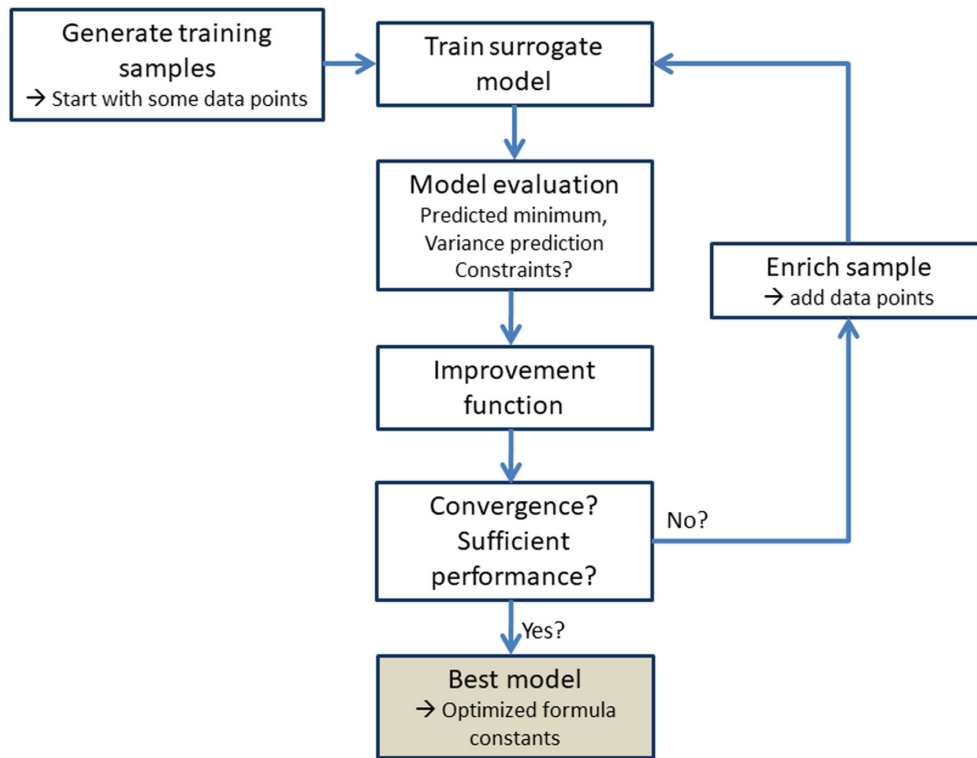 Generate training
samples
→ Start with some data points
Train surrogate
model
Model evaluation
Predicted minimum,
Variance prediction
Constraints?
Enrich sample
→ add data points
Improvement
function
Convergence?
Sufficient
performance?
No?
Yes?
Best model
→ Optimized formula
constants